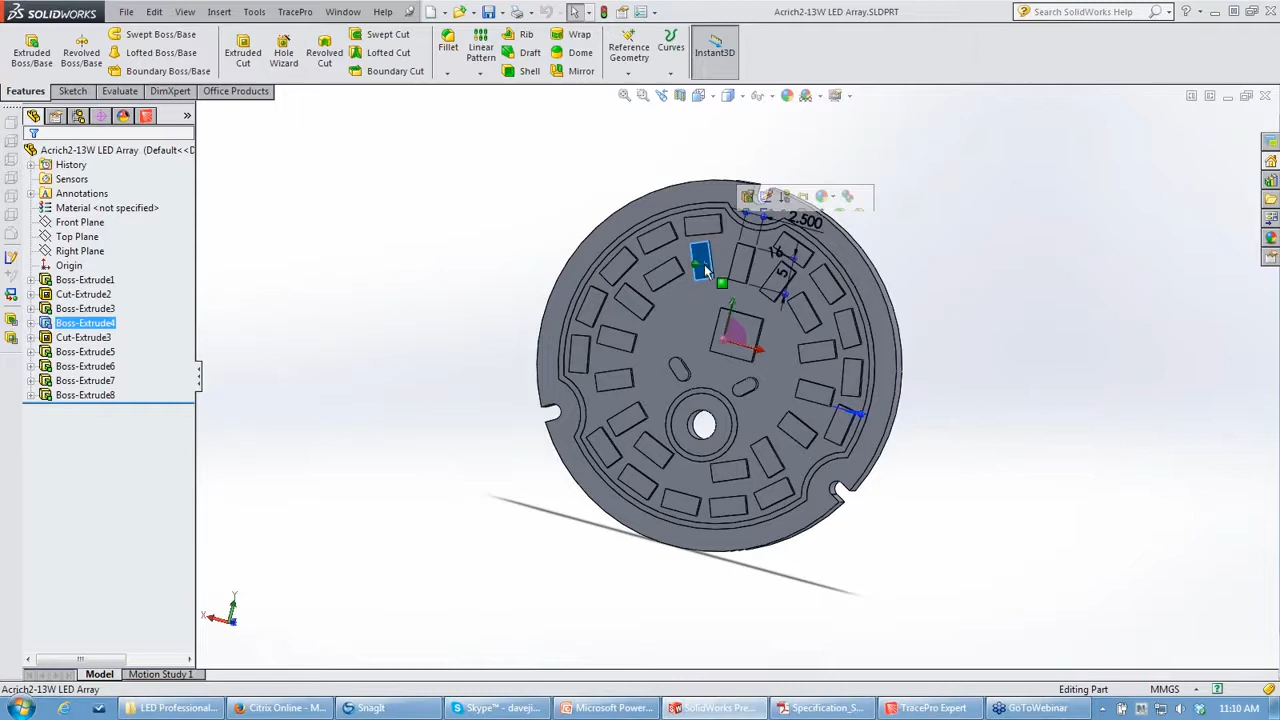 SOLIDWORKS File Edit View Insert Tools TracePro Window Help Acrich2-13W LED Array.SLDPRT Search SolidWorks Help
Extruded Boss/Base
Revolved Boss/Base
Swept Boss/Base
Lofted Boss/Base
Boundary Boss/Base
Extruded Cut
Hole Wizard
Revolved Cut
Swept Cut
Lofted Cut
Boundary Cut
Fillet
Linear Pattern
Rib
Draft
Shell
Wrap
Dome
Mirror
Reference Geometry
Curves
Instant3D
Features Sketch Evaluate DimXpert Office Products
Acrich2-13W LED Array (Default<<D
History
Sensors
Annotations
Material <not specified>
Front Plane
Top Plane
Right Plane
Origin
Boss-Extrude1
Cut-Extrude2
Boss-Extrude3
Boss-Extrude4
Cut-Extrude3
Boss-Extrude5
Boss-Extrude6
Boss-Extrude7
Boss-Extrude8
2.500
16
5
Y
X
Model Motion Study 1
Acrich2-13W LED Array Editing Part MMGS
LED Professional... Citrix Online - M... SnagIt Skype™ - daveji... Microsoft Power... SolidWorks Pre... Specification_S... TracePro Expert GoToWebinar 11:10 AM